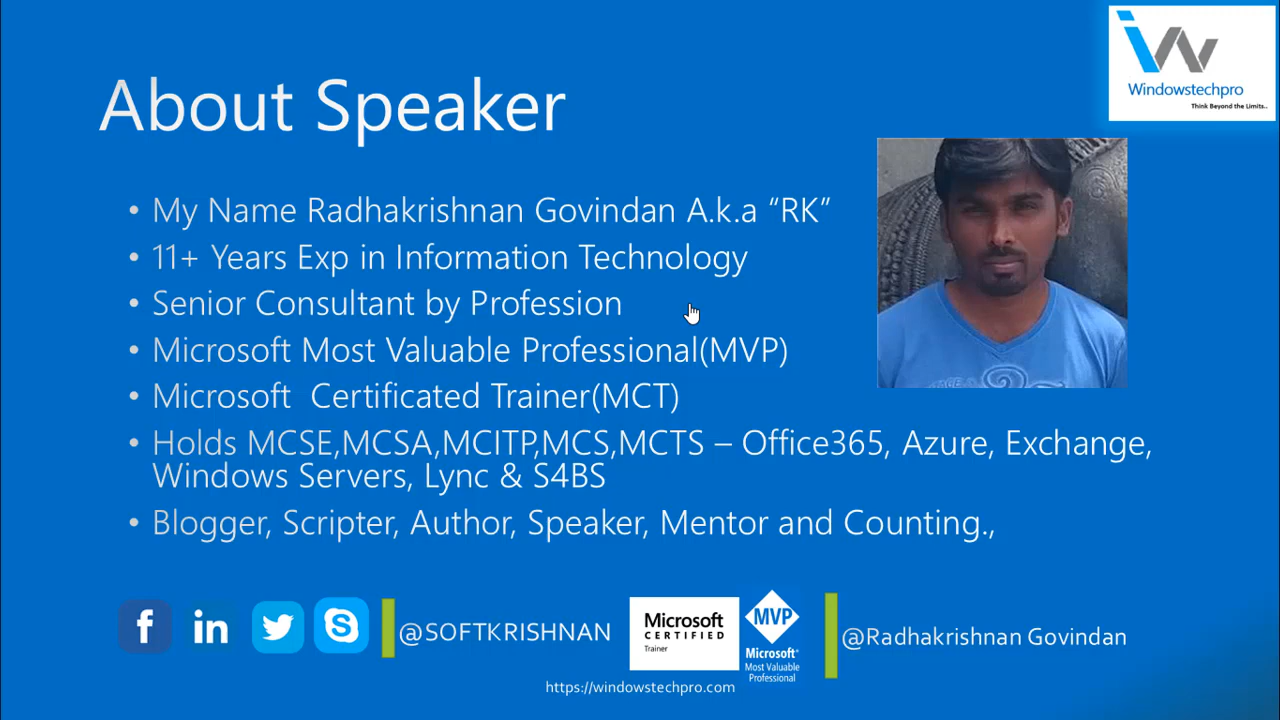 Windowstechpro
Think Beyond the Limits..
About Speaker
• My Name Radhakrishnan Govindan A.k.a “RK”
• 11+ Years Exp in Information Technology
• Senior Consultant by Profession
• Microsoft Most Valuable Professional(MVP)
• Microsoft  Certificated Trainer(MCT)
• Holds MCSE,MCSA,MCITP,MCS,MCTS – Office365, Azure, Exchange,
Windows Servers, Lync & S4BS
• Blogger, Scripter, Author, Speaker, Mentor and Counting.,
@SOFTKRISHNAN
Microsoft
CERTIFIED
Trainer
MVP
Microsoft®
Most Valuable
Professional
@Radhakrishnan Govindan
https://windowstechpro.com